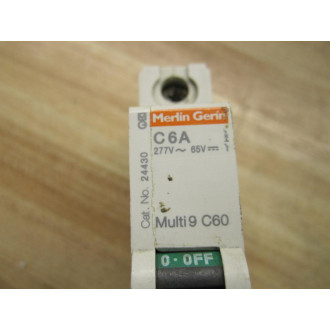 Merlin Gerin
C6A
277V~ 65V
Cat. No. 24430
Multi 9 C60
0·OFF